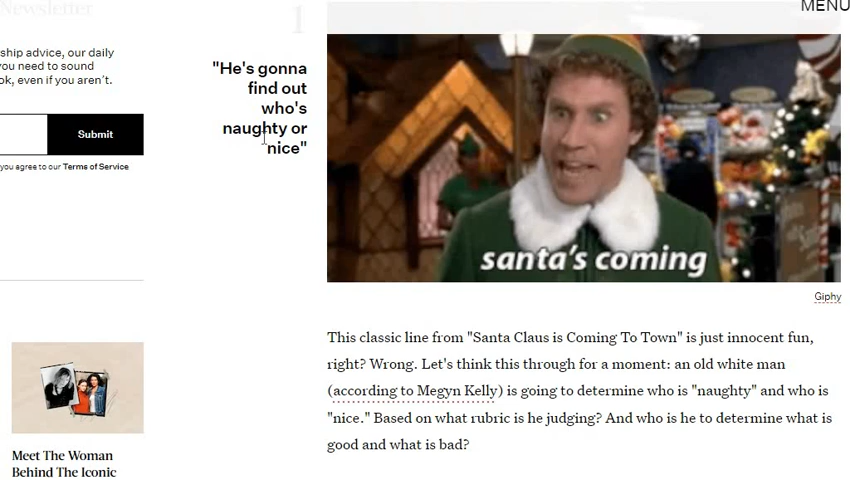 Newsletter
1
MENU
ship advice, our daily
you need to sound
ok, even if you aren't.
Submit
you agree to our Terms of Service
"He's gonna
find out
who's
naughty or
nice"
santa's coming
Giphy
This classic line from "Santa Claus is Coming To Town" is just innocent fun,
right? Wrong. Let's think this through for a moment: an old white man
(according to Megyn Kelly) is going to determine who is "naughty" and who is
"nice." Based on what rubric is he judging? And who is he to determine what is
good and what is bad?
Meet The Woman
Behind The Iconic